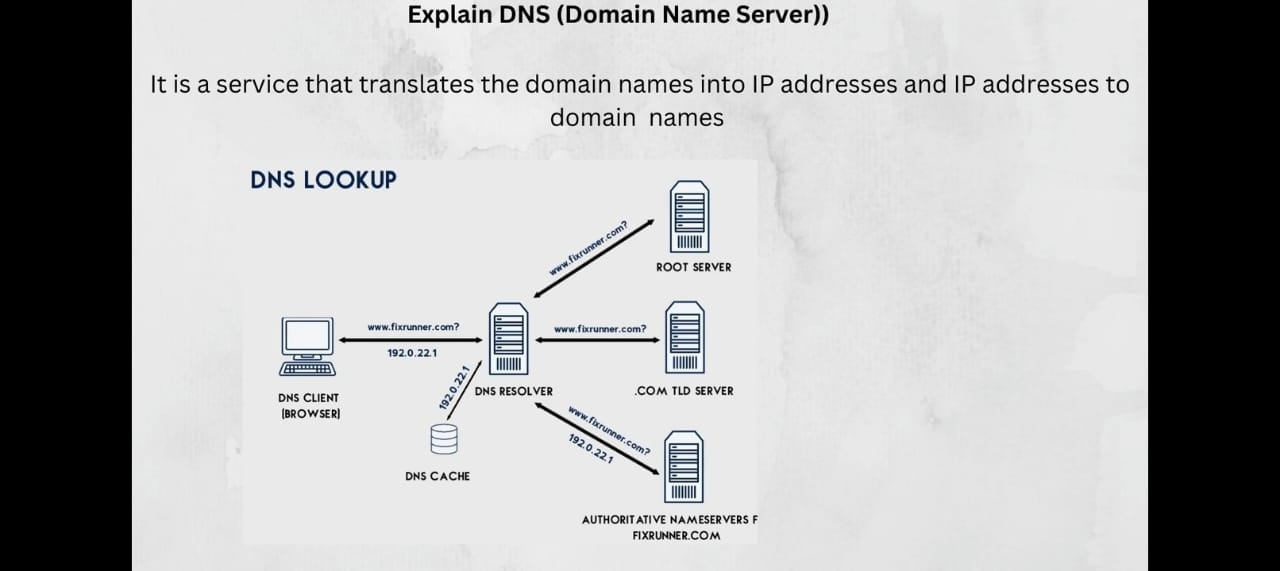 Explain DNS (Domain Name Server))
It is a service that translates the domain names into IP addresses and IP addresses to
domain names
DNS LOOKUP
www.fixrunner.com?
ROOT SERVER
www.fixrunner.com?
192.0.22.1
DNS CLIENT
(BROWSER)
DNS RESOLVER
www.fixrunner.com?
.COM TLD SERVER
192.0.22.1
DNS CACHE
www.fixrunner.com?
192.0.22.1
AUTHORITATIVE NAMESERVERS F
FIXRUNNER.COM